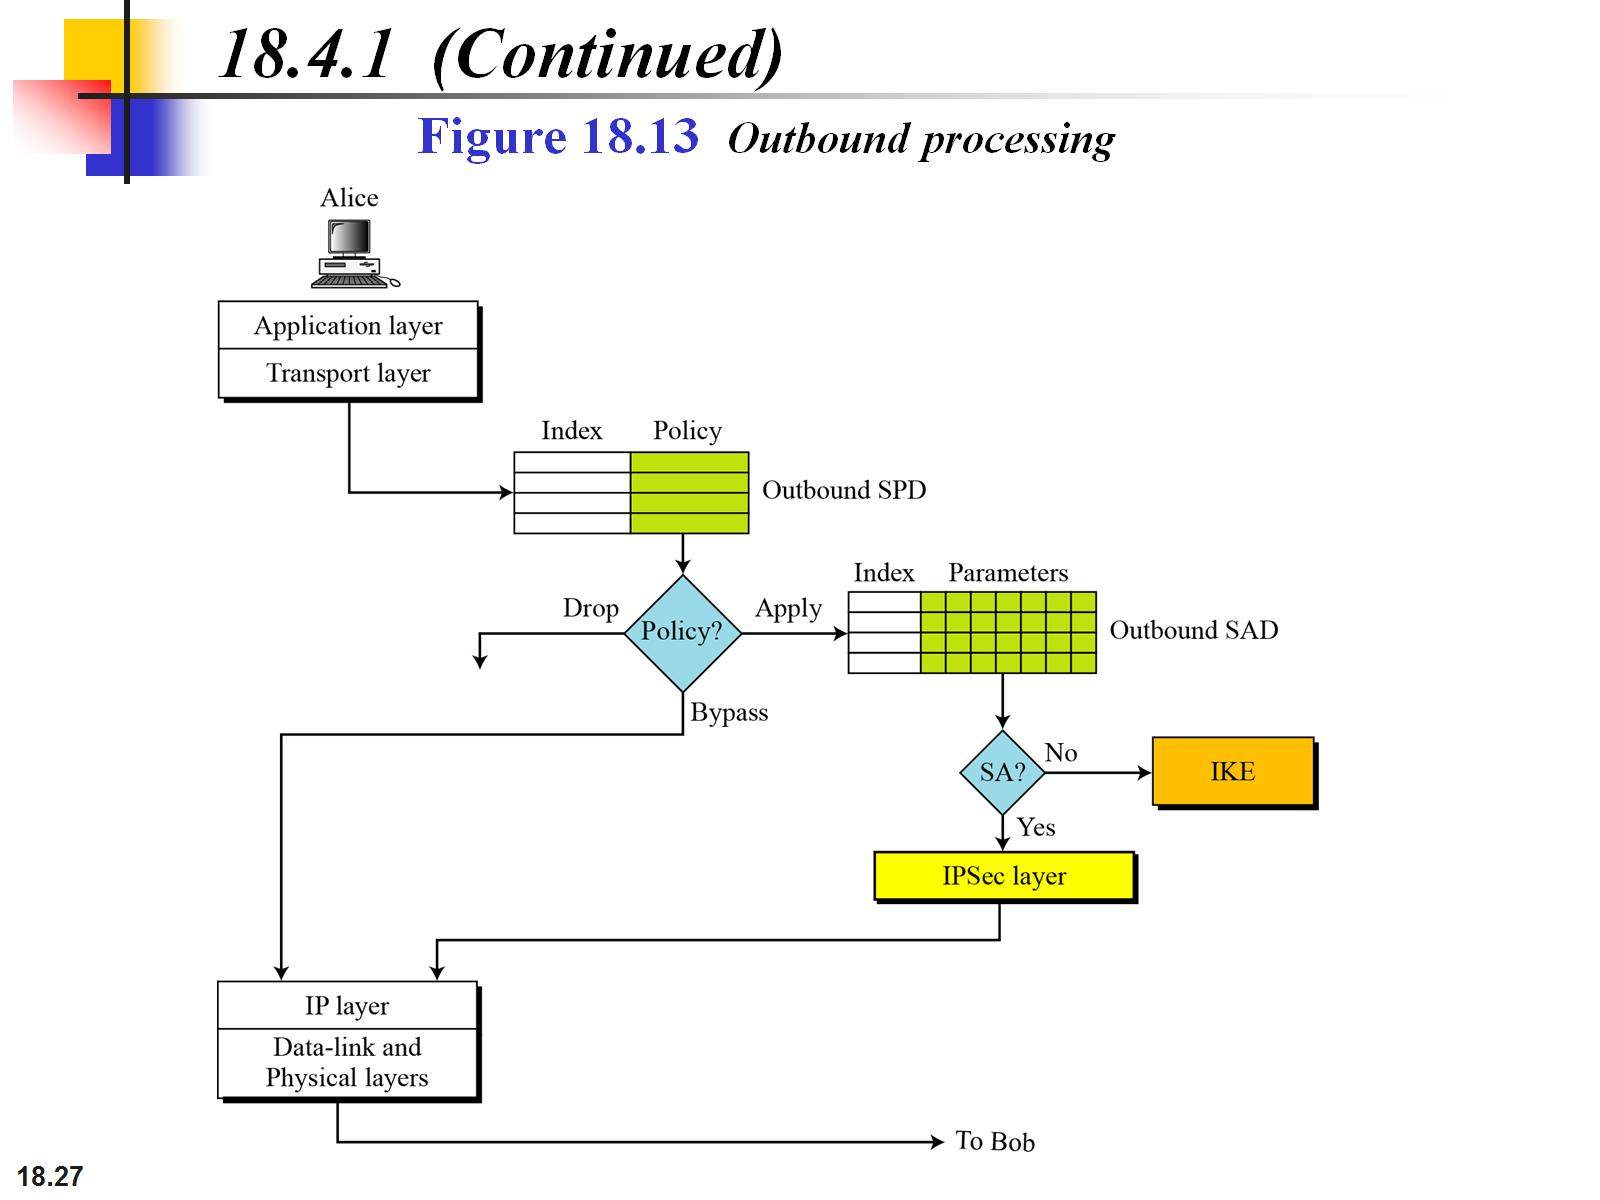 18.4.1 (Continued)
Figure 18.13 Outbound processing
Alice
Application layer
Transport layer
Index Policy
Outbound SPD
Index Parameters
Drop
Policy?
Apply
Outbound SAD
Bypass
SA?
No
IKE
Yes
IPSec layer
IP layer
Data-link and
Physical layers
To Bob
18.27